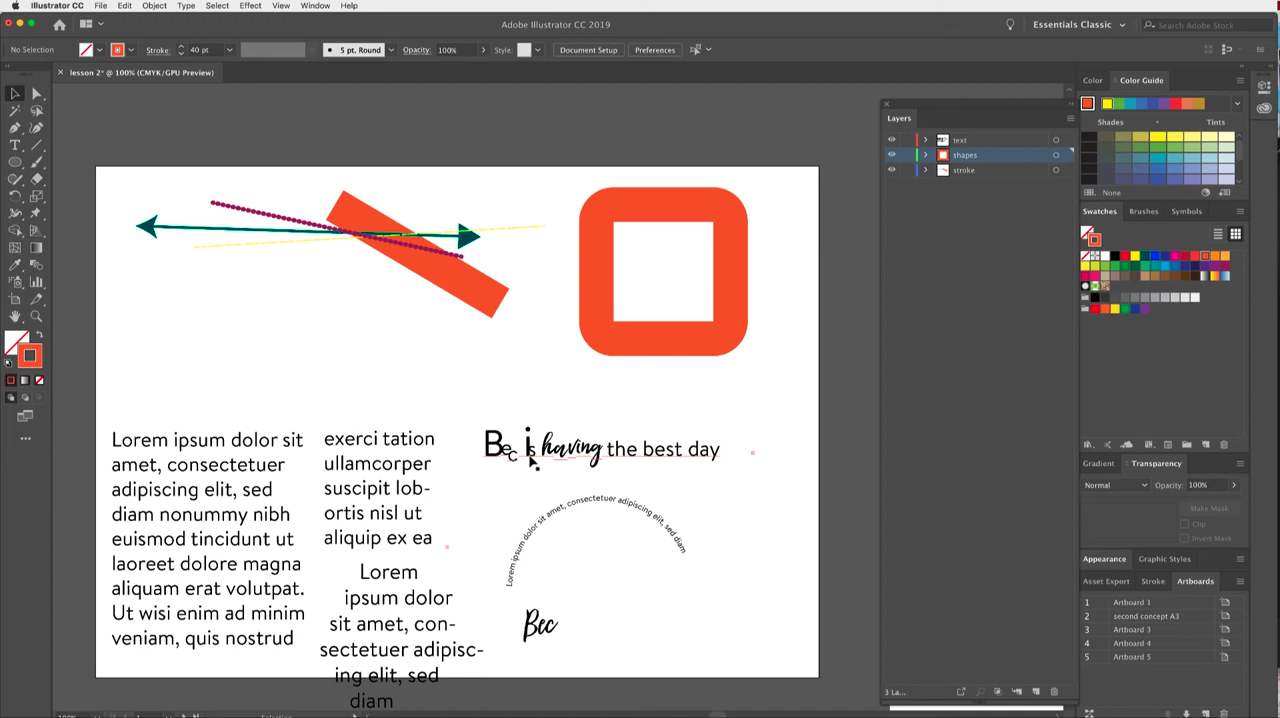 Illustrator CC File Edit Object Type Select Effect View Window Help
Adobe Illustrator CC 2019
Essentials Classic
Search Adobe Stock
No Selection
Stroke: 40 pt
5 pt. Round
Opacity: 100%
Style:
Document Setup
Preferences
lesson 2* @ 100% (CMYK/GPU Preview)
Color
Color Guide
Shades
Tints
None
Layers
text
shapes
stroke
3 La...
Swatches
Brushes
Symbols
Gradient
Transparency
Normal
Opacity: 100%
Make Mask
Clip
Invert Mask
Appearance
Graphic Styles
Asset Export
Stroke
Artboards
1 Artboard 1
2 second concept A3
3 Artboard 3
4 Artboard 4
5 Artboard 5
Lorem ipsum dolor sit
amet, consectetuer
adipiscing elit, sed
diam nonummy nibh
euismod tincidunt ut
laoreet dolore magna
aliquam erat volutpat.
Ut wisi enim ad minim
veniam, quis nostrud
exerci tation
ullamcorper
suscipit lob-
ortis nisl ut
aliquip ex ea
Lorem
ipsum dolor
sit amet, con-
sectetuer adipisc-
ing elit, sed
diam
Bec is having the best day
Lorem ipsum dolor sit amet, consectetuer adipiscing elit, sed diam
Bec